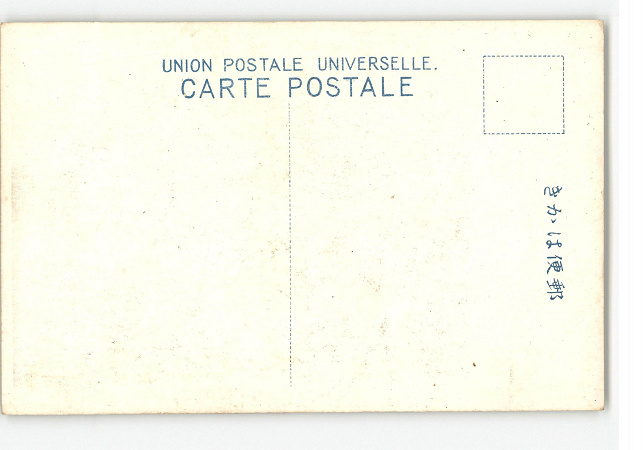 UNION POSTALE UNIVERSELLE.
CARTE POSTALE
きかは便郵